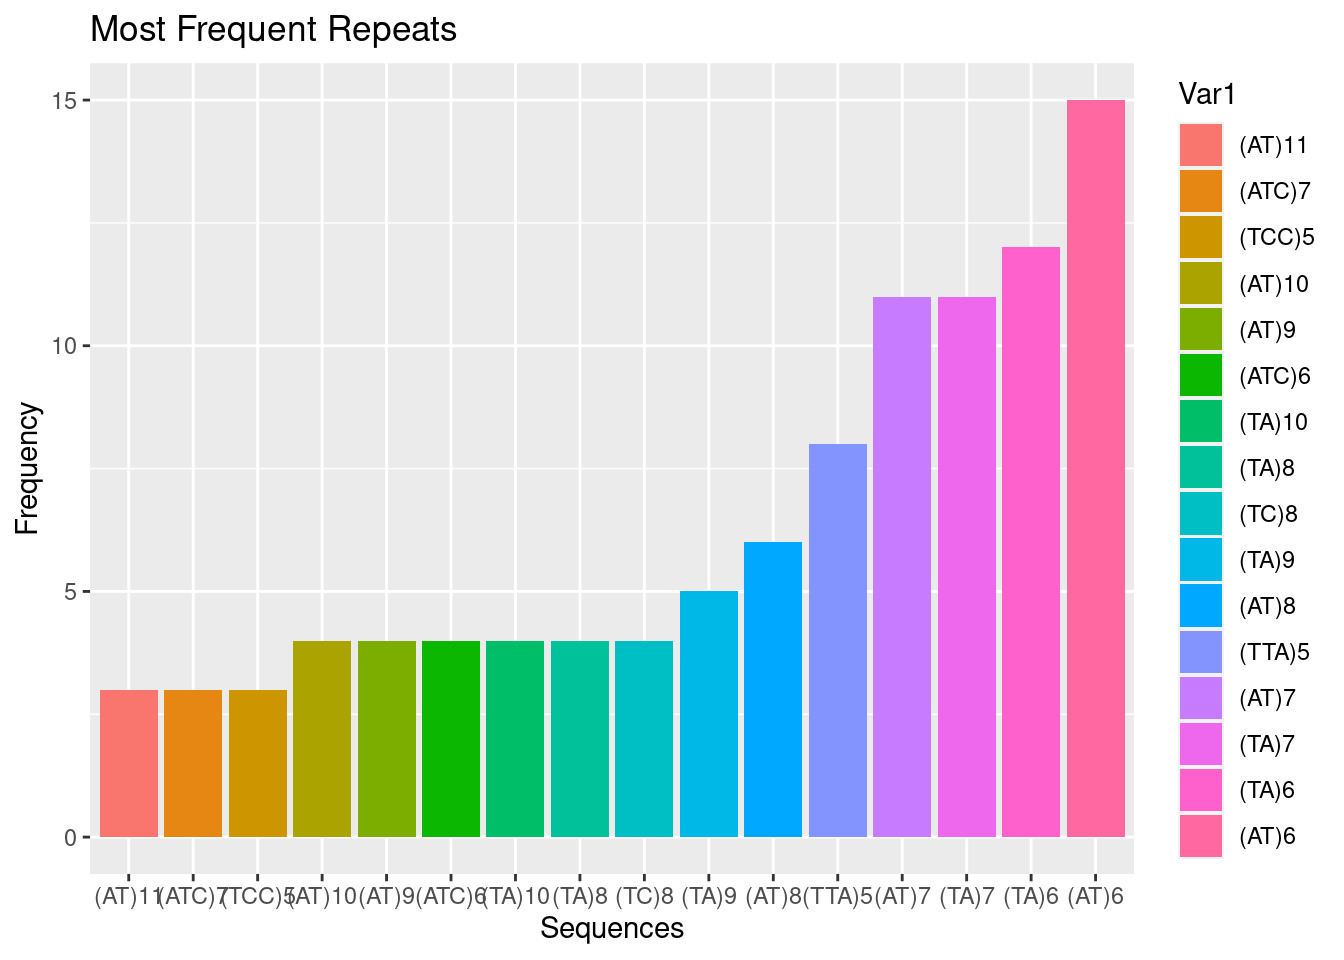 Most Frequent Repeats
Frequency
15
10
5
0
(AT)11 (ATC)7 (TCC)5 (AT)10 (AT)9 (ATC)6 (TA)10 (TA)8 (TC)8 (TA)9 (AT)8 (TTA)5 (AT)7 (TA)7 (TA)6 (AT)6
Sequences
Var1
(AT)11
(ATC)7
(TCC)5
(AT)10
(AT)9
(ATC)6
(TA)10
(TA)8
(TC)8
(TA)9
(AT)8
(TTA)5
(AT)7
(TA)7
(TA)6
(AT)6